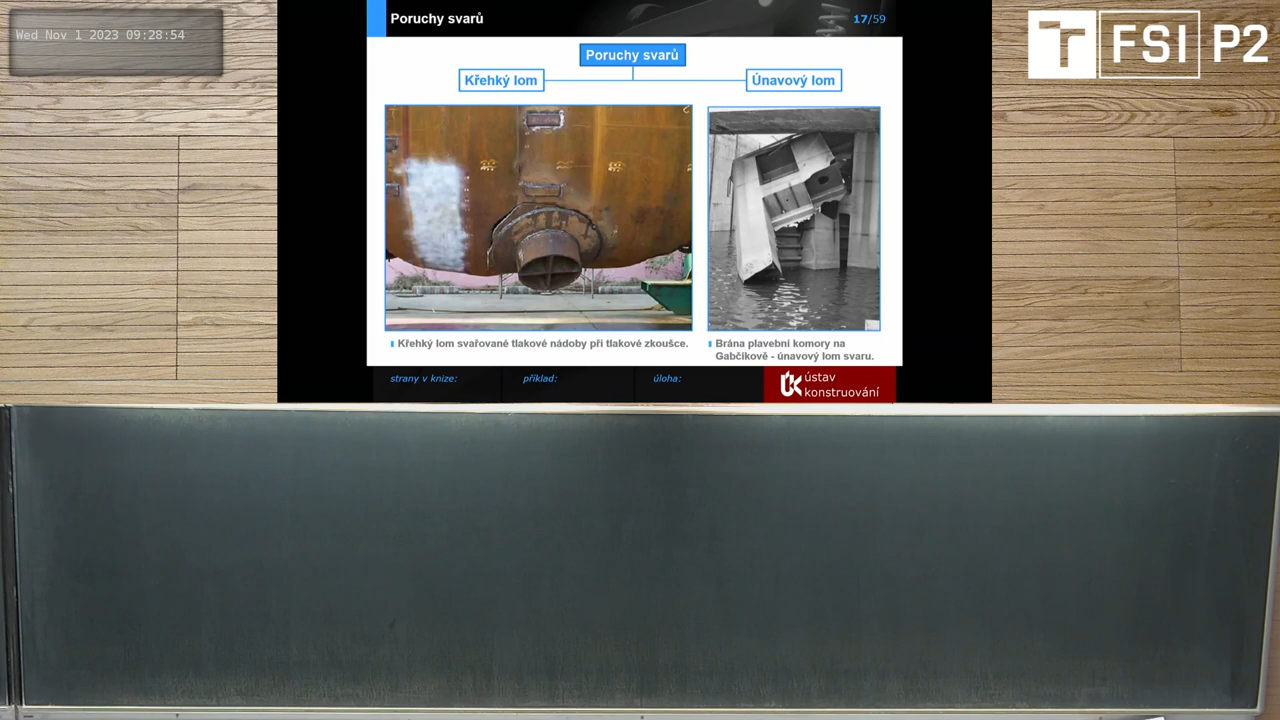 Wed Nov 1 2023 09:28:54
Poruchy svarů
17/59
T FSI P2
Poruchy svarů
Křehký lom
Únavový lom
Křehký lom svařované tlakové nádoby při tlakové zkoušce.
Brána plavební komory na
Gabčíkově - únavový lom svaru.
strany v knize:
příklad:
úloha:
ústav
konstruování